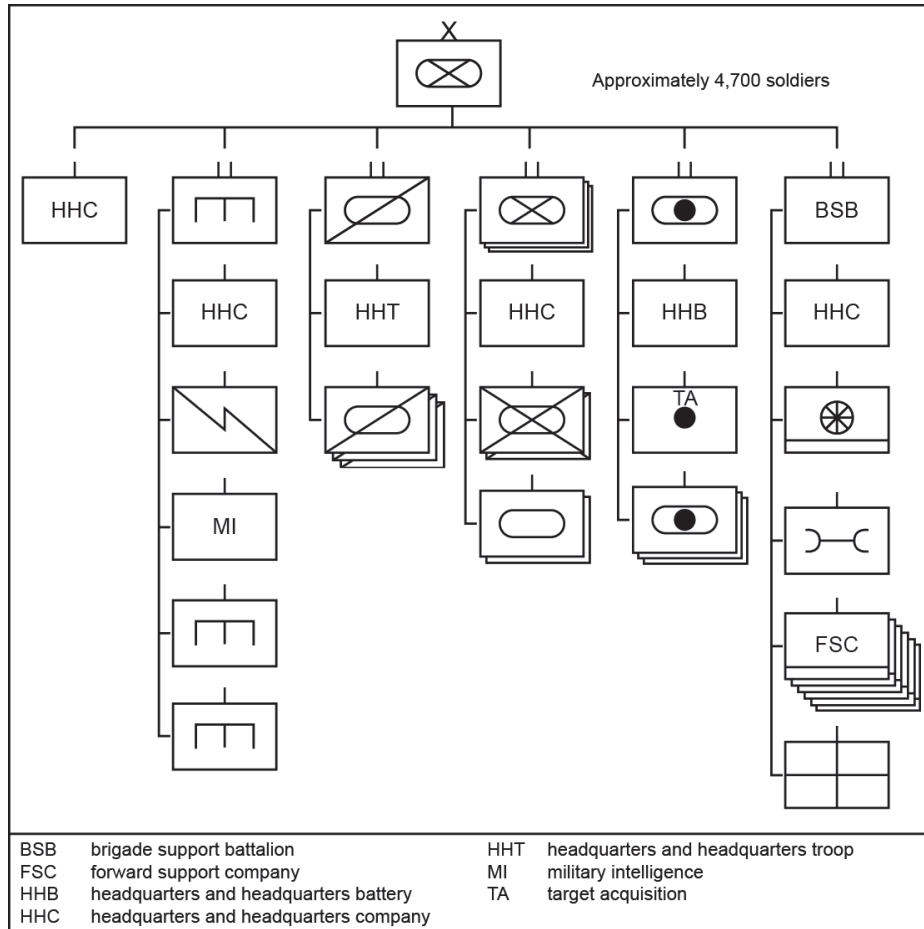 X
Approximately 4,700 soldiers
HHC
BSB
HHC
HHT
HHC
HHB
HHC
TA
MI
FSC
BSB brigade support battalion
FSC forward support company
HHB headquarters and headquarters battery
HHC headquarters and headquarters company
HHT headquarters and headquarters troop
MI military intelligence
TA target acquisition